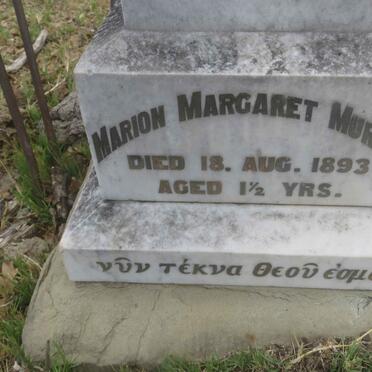 MARION MARGARET
DIED 18. AUG. 1893
AGED 1½ YRS.
νῦν τέκνα Θεοῦ